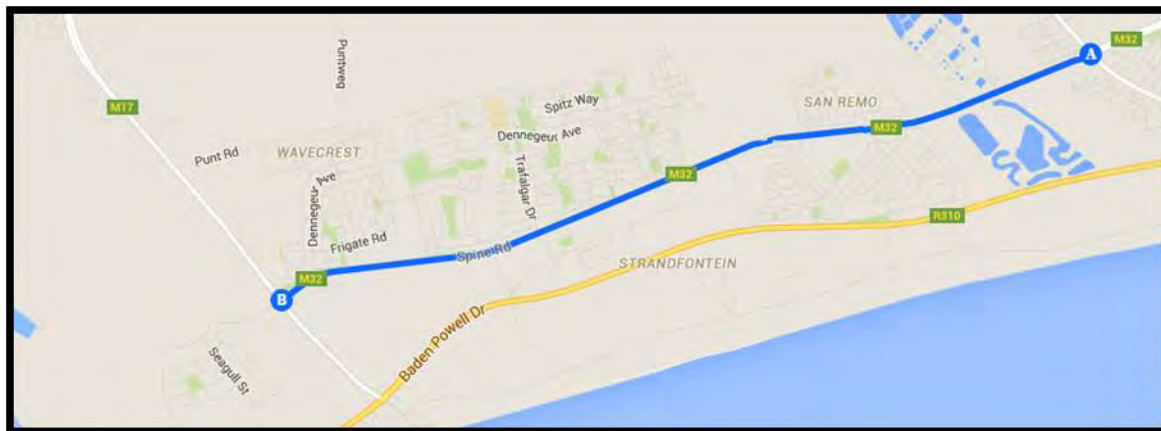 M32
A
SAN REMO
M32
Puntweg
M17
Spitz Way
Dennegeur Ave
Punt Rd
WAVECREST
M32
Trafalgar Dr
Dennegeur Ave
R310
Frigate Rd
Spine Rd
STRANDFONTEIN
M32
B
Baden Powell Dr
Seagull St